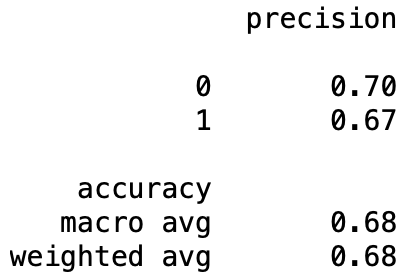 precision
0 0.70
1 0.67
accuracy
macro avg 0.68
weighted avg 0.68